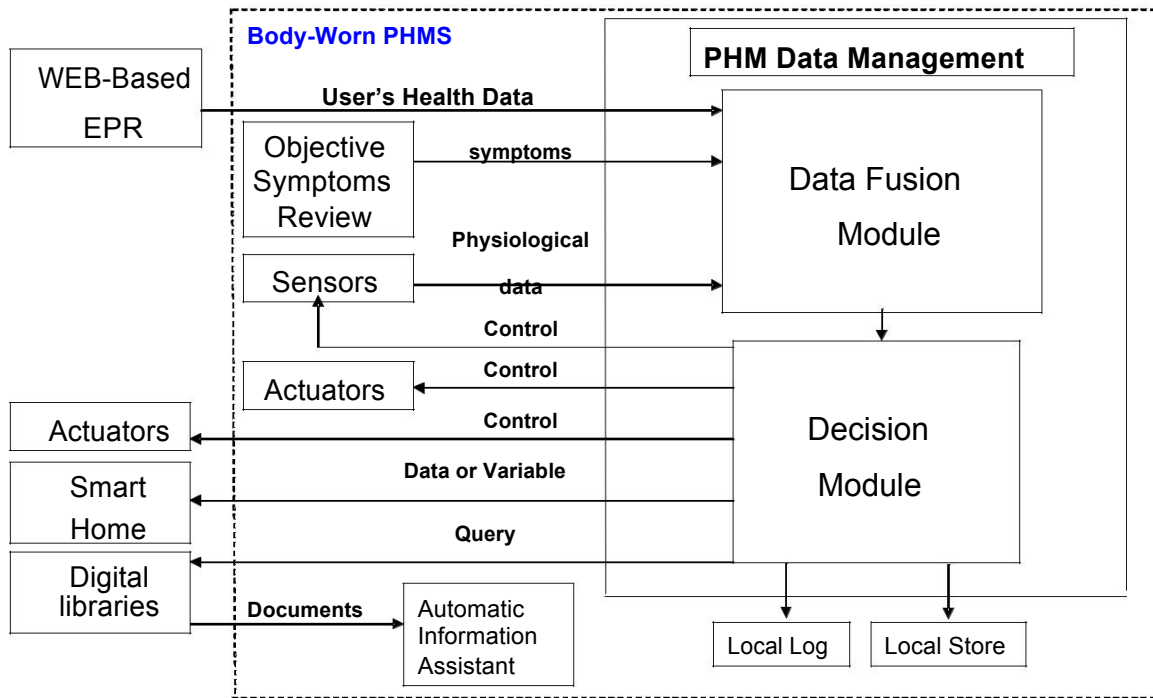 Body-Worn PHMS
PHM Data Management
WEB-Based
EPR
User's Health Data
Objective
Symptoms
Review
symptoms
Data Fusion
Module
Physiological
data
Sensors
Control
Actuators
Control
Actuators
Control
Decision
Module
Data or Variable
Smart
Home
Query
Digital
libraries
Documents
Automatic
Information
Assistant
Local Log
Local Store